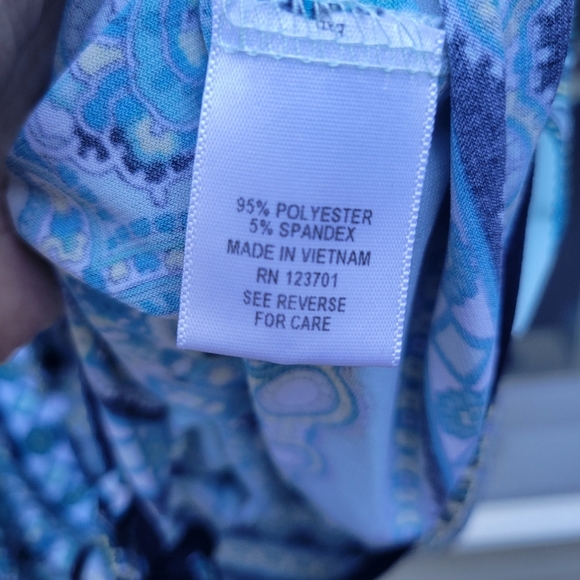 95% POLYESTER
5% SPANDEX
MADE IN VIETNAM
RN 123701
SEE REVERSE
FOR CARE